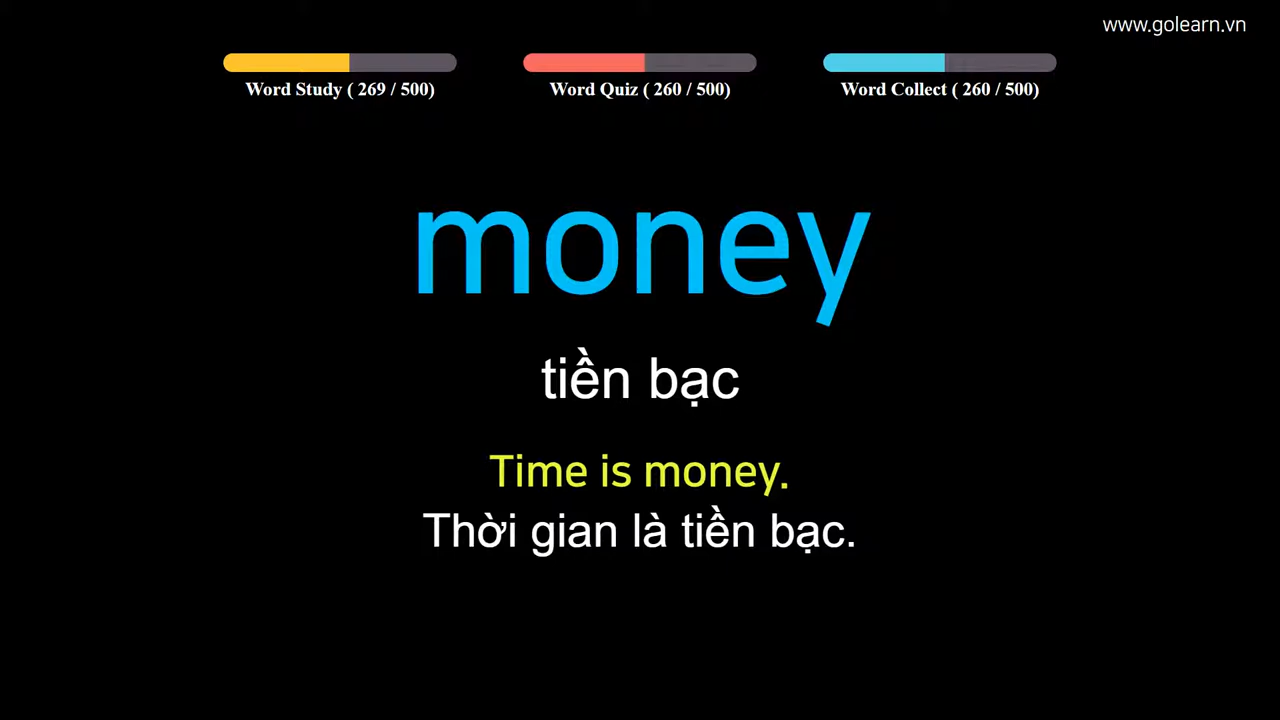 www.golearn.vn
Word Study ( 269 / 500)
Word Quiz ( 260 / 500)
Word Collect ( 260 / 500)
money
tiền bạc
Time is money.
Thời gian là tiền bạc.